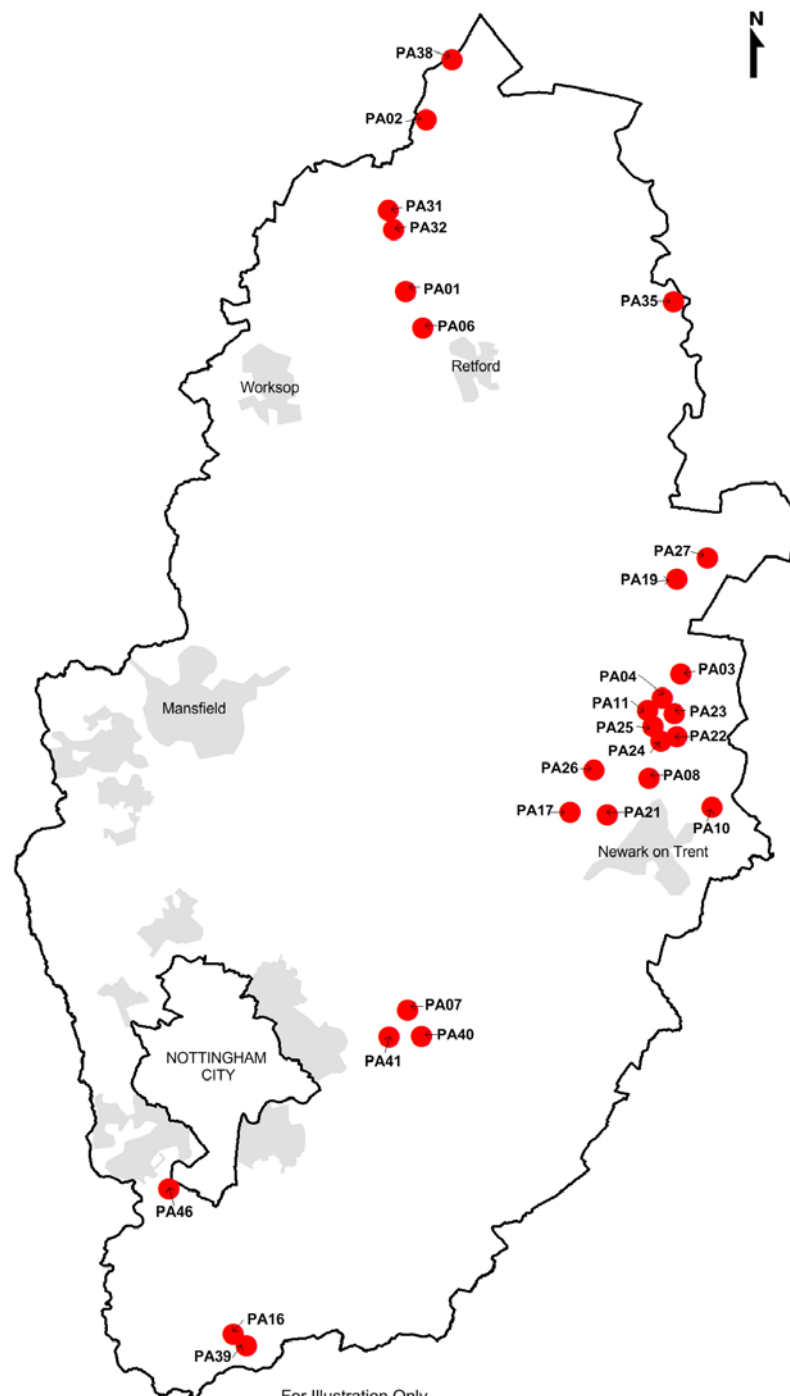 N
PA38
PA02
PA31
PA32
PA01
PA35
PA06
Retford
Worksop
PA27
PA19
PA03
PA04
Mansfield
PA11
PA23
PA25
PA22
PA24
PA26
PA08
PA17
PA21
PA10
Newark on Trent
PA07
PA40
PA41
NOTTINGHAM
CITY
PA46
PA16
PA39
For Illustration Only